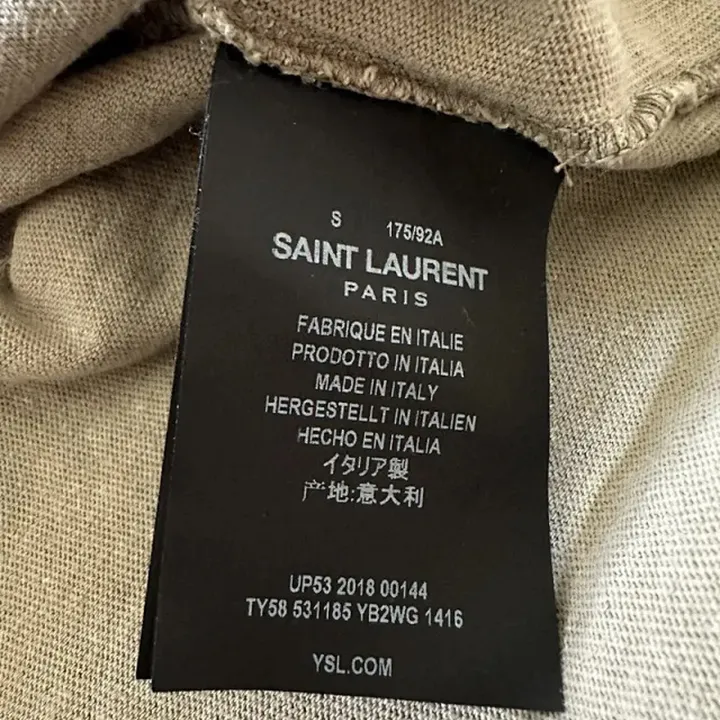 S 175/92A
SAINT LAURENT
PARIS
FABRIQUE EN ITALIE
PRODOTTO IN ITALIA
MADE IN ITALY
HERGESTELLT IN ITALIEN
HECHO EN ITALIA
イタリア製
产地:意大利
UP53 2018 00144
TY58 531185 YB2WG 1416
YSL.COM